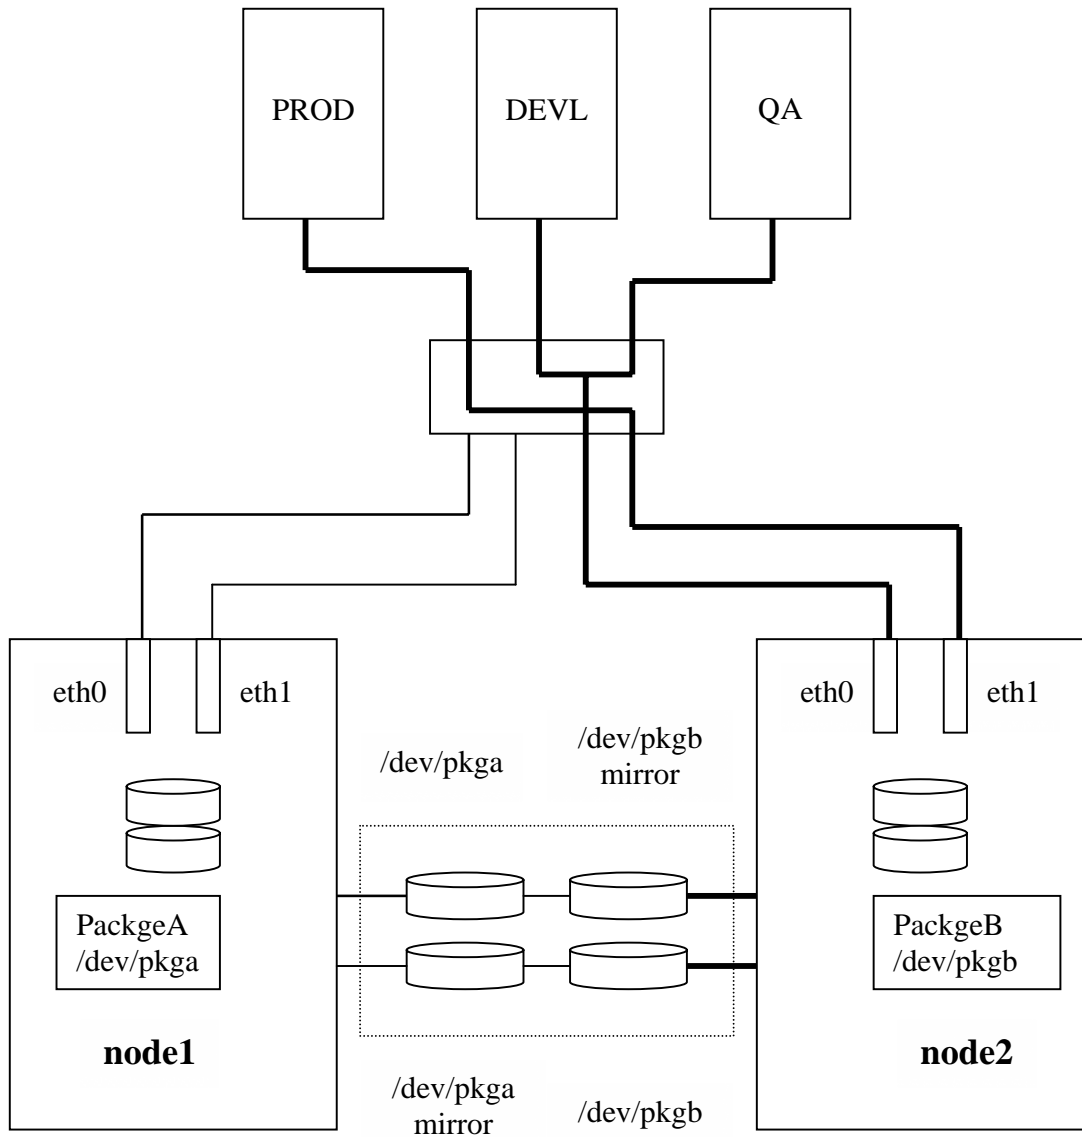 PROD
DEVL
QA
eth0
eth1
eth0
eth1
/dev/pkga
/dev/pkgb
mirror
PackgeA
/dev/pkga
PackgeB
/dev/pkgb
node1
node2
/dev/pkga
mirror
/dev/pkgb